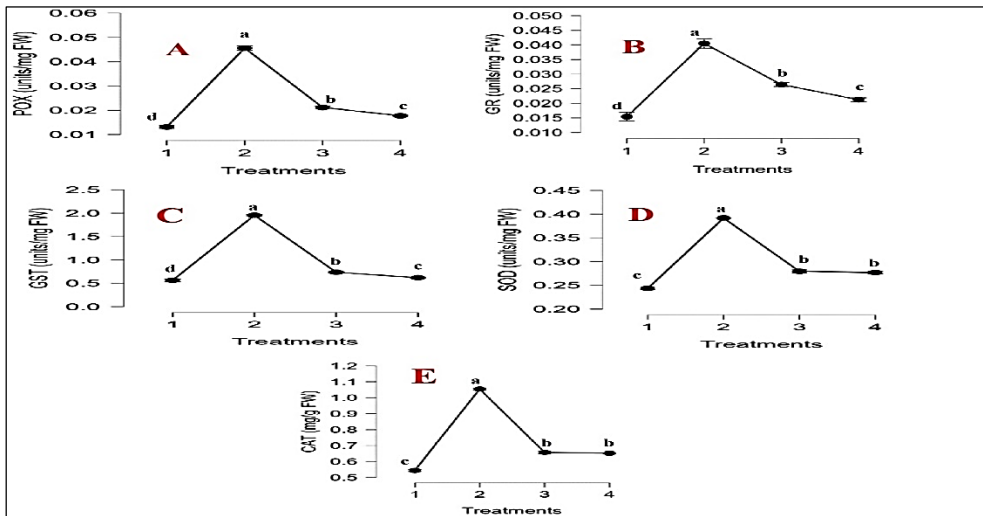 A
POX (units/mg FW)
0.06
0.05
0.04
0.03
0.02
0.01
a
b
c
d
1 2 3 4
Treatments
B
GR (units/mg FW)
0.050
0.045
0.040
0.035
0.030
0.025
0.020
0.015
0.010
a
b
c
d
1 2 3 4
Treatments
C
GST (units/mg FW)
2.5
2.0
1.5
1.0
0.5
0.0
a
b
c
d
1 2 3 4
Treatments
D
SOD (units/mg FW)
0.40
0.40
0.35
0.30
0.25
0.20
a
b
b
c
1 2 3 4
Treatments
E
CAT (mg/g FW)
1.2
1.1
1.0
0.9
0.8
0.7
0.6
0.5
a
b
b
c
1 2 3 4
Treatments